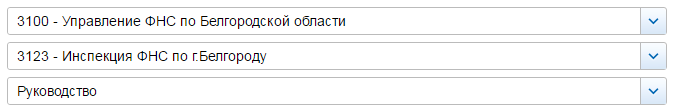 3100 - Управление ФНС по Белгородской области
3123 - Инспекция ФНС по г.Белгороду
Руководство